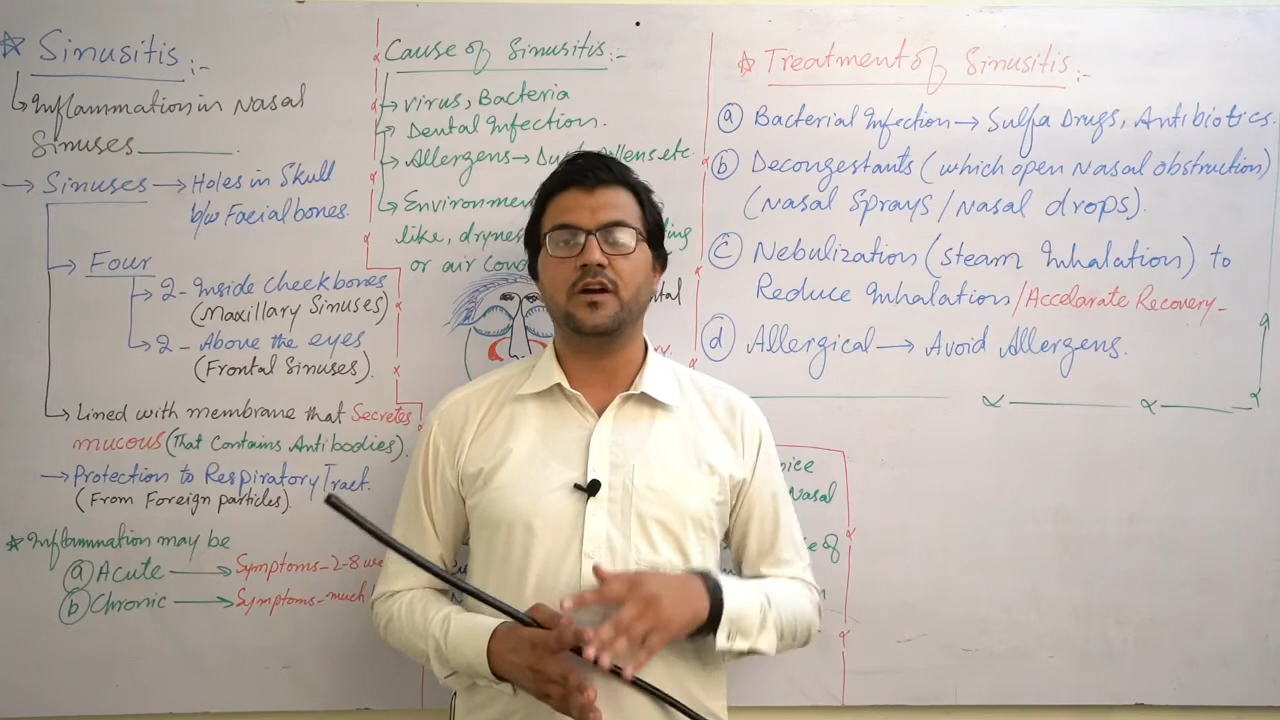 ☆ Sinusitis :-
↳ Inflammation in Nasal
Sinuses
→ Sinuses → Holes in Skull
b/w Facial bones.
→ Four
→ 2- Inside cheekbones
(Maxillary Sinuses)
→ 2- Above the eyes
(Frontal Sinuses).
→ Lined with membrane that Secretes
mucous (That Contains Antibodies).
→ Protection to Respiratory Tract.
(From Foreign particles).
☆ Inflammation may be
(a) Acute → Symptoms-2-8
(b) Chronic → Symptoms-much
Cause of Sinusitis :-
→ Virus, Bacteria
→ Dental Infection.
→ Allergens → etc.
like,
or air
☆ Treatment of Sinusitis :-
(a) Bacterial Infection → Sulfa Drugs, Antibiotics.
(b) Decongestants (which open Nasal obstruction)
(Nasal Sprays / Nasal drops).
(c) Nebulization (steam Inhalation) to
Reduce Inhalation / Accelarate Recovery-
(d) Allergical → Avoid Allergens.
Nasal
of